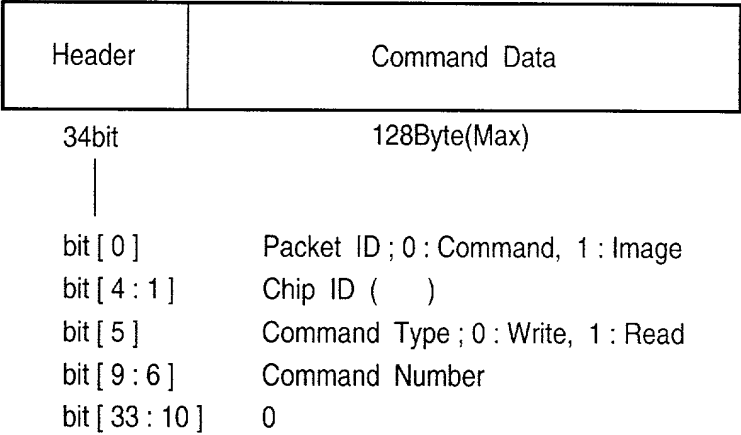 Header Command Data
34bit 128Byte(Max)
bit [ 0 ] Packet ID ; 0 : Command, 1 : Image
bit [ 4 : 1 ] Chip ID ( )
bit [ 5 ] Command Type ; 0 : Write, 1 : Read
bit [ 9 : 6 ] Command Number
bit [ 33 : 10 ] 0